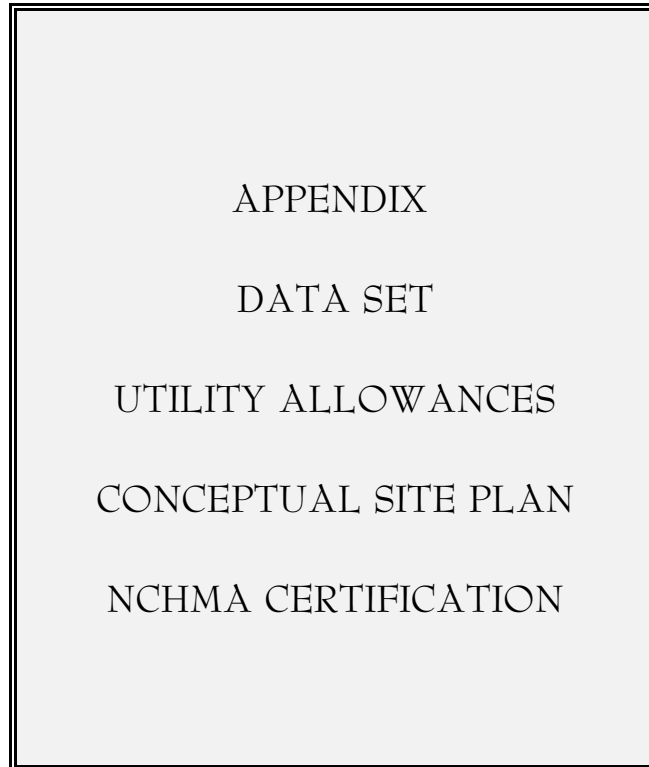 APPENDIX
DATA SET
UTILITY ALLOWANCES
CONCEPTUAL SITE PLAN
NCHMA CERTIFICATION